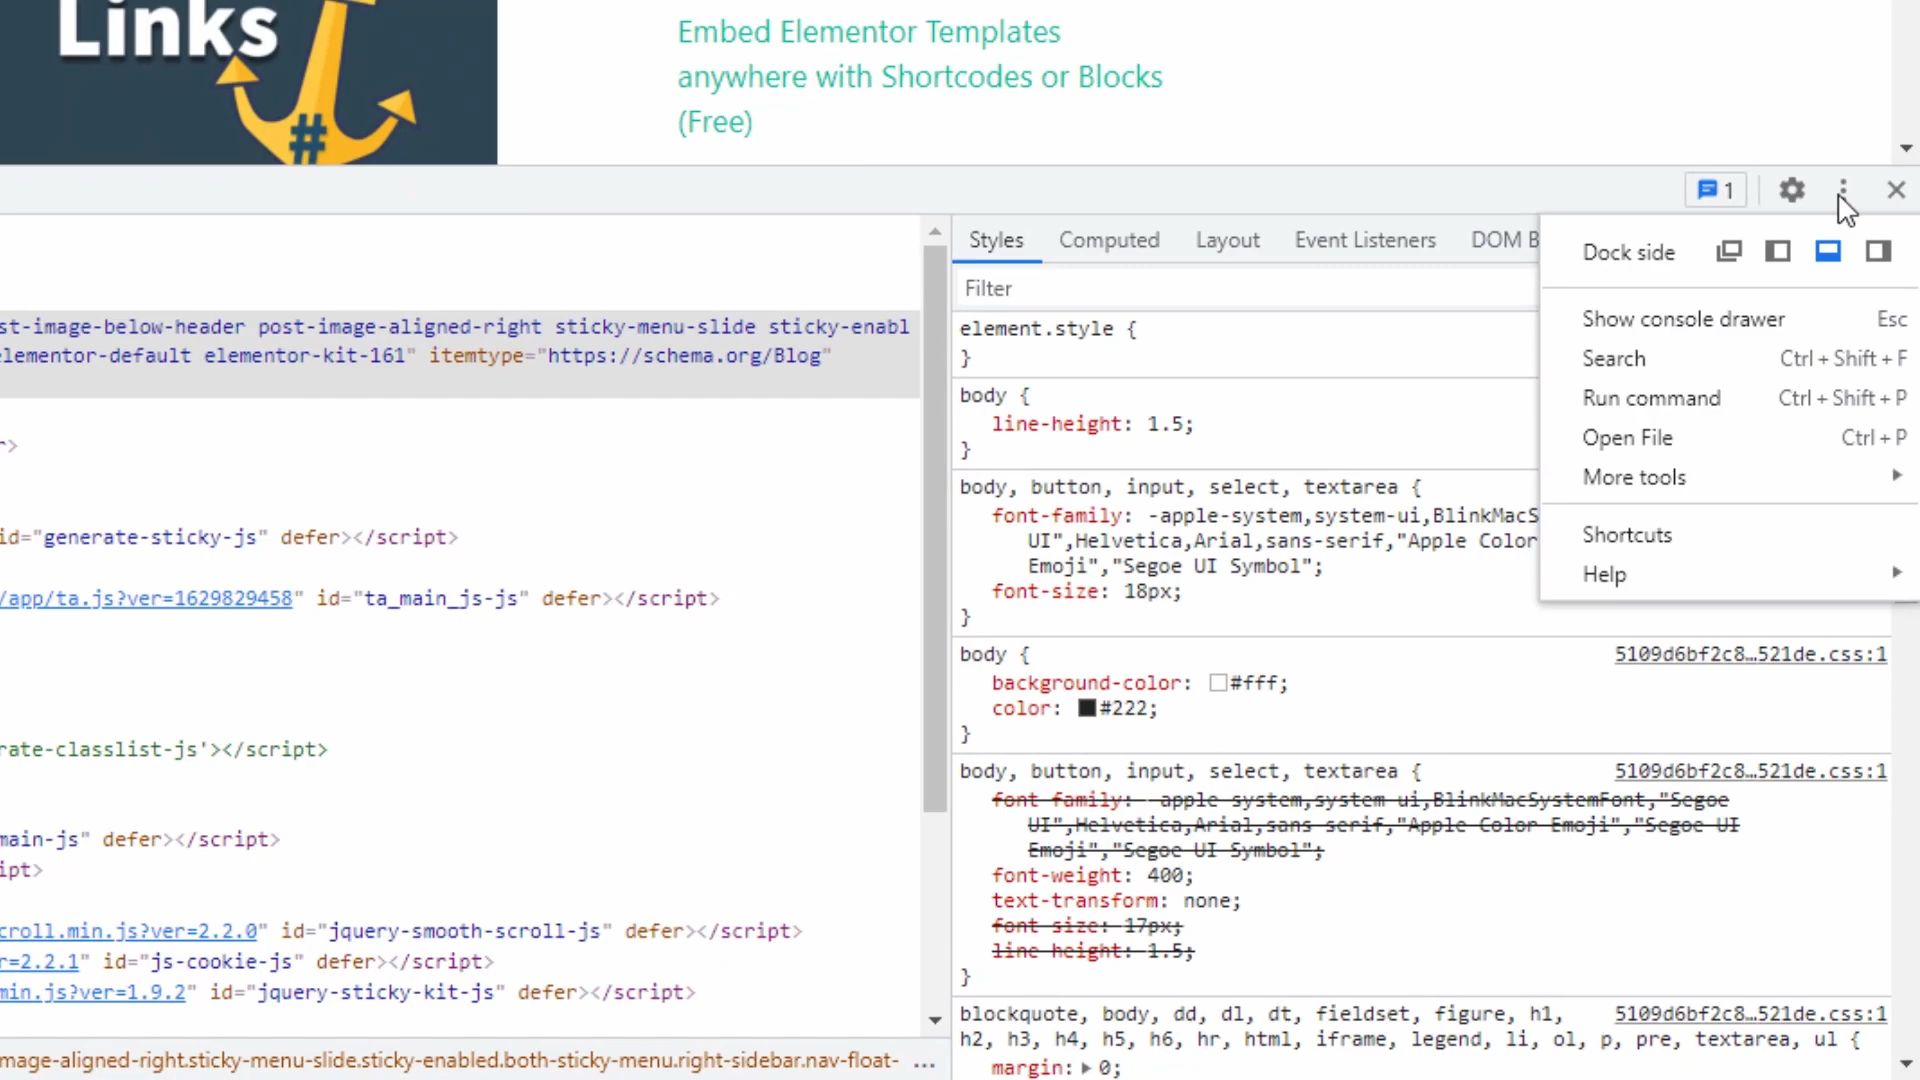 Links
#
Embed Elementor Templates
anywhere with Shortcodes or Blocks
(Free)
1
st-image-below-header post-image-aligned-right sticky-menu-slide sticky-enabl
elementor-default elementor-kit-161" itemtype="https://schema.org/Blog"
r>
id="generate-sticky-js" defer></script>
/app/ta.js?ver=1629829458" id="ta_main_js-js" defer></script>
rate-classlist-js'></script>
main-js" defer></script>
ipt>
croll.min.js?ver=2.2.0" id="jquery-smooth-scroll-js" defer></script>
r=2.2.1" id="js-cookie-js" defer></script>
min.js?ver=1.9.2" id="jquery-sticky-kit-js" defer></script>
mage-aligned-right.sticky-menu-slide.sticky-enabled.both-sticky-menu.right-sidebar.nav-float- ...
Styles Computed Layout Event Listeners DOM B
Filter
element.style {
}
body {
line-height: 1.5;
}
body, button, input, select, textarea {
font-family: -apple-system,system-ui,BlinkMacS
UI",Helvetica,Arial,sans-serif,"Apple Color
Emoji","Segoe UI Symbol";
font-size: 18px;
}
body { 5109d6bf2c8…521de.css:1
background-color: #fff;
color: #222;
}
body, button, input, select, textarea { 5109d6bf2c8…521de.css:1
font-family: -apple-system,system-ui,BlinkMacSystemFont,"Segoe
UI",Helvetica,Arial,sans-serif,"Apple Color Emoji","Segoe UI
Emoji","Segoe UI Symbol";
font-weight: 400;
text-transform: none;
font-size: 17px;
line-height: 1.5;
}
blockquote, body, dd, dl, dt, fieldset, figure, h1, 5109d6bf2c8…521de.css:1
h2, h3, h4, h5, h6, hr, html, iframe, legend, li, ol, p, pre, textarea, ul {
margin: 0;
Dock side
Show console drawer Esc
Search Ctrl + Shift + F
Run command Ctrl + Shift + P
Open File Ctrl + P
More tools
Shortcuts
Help